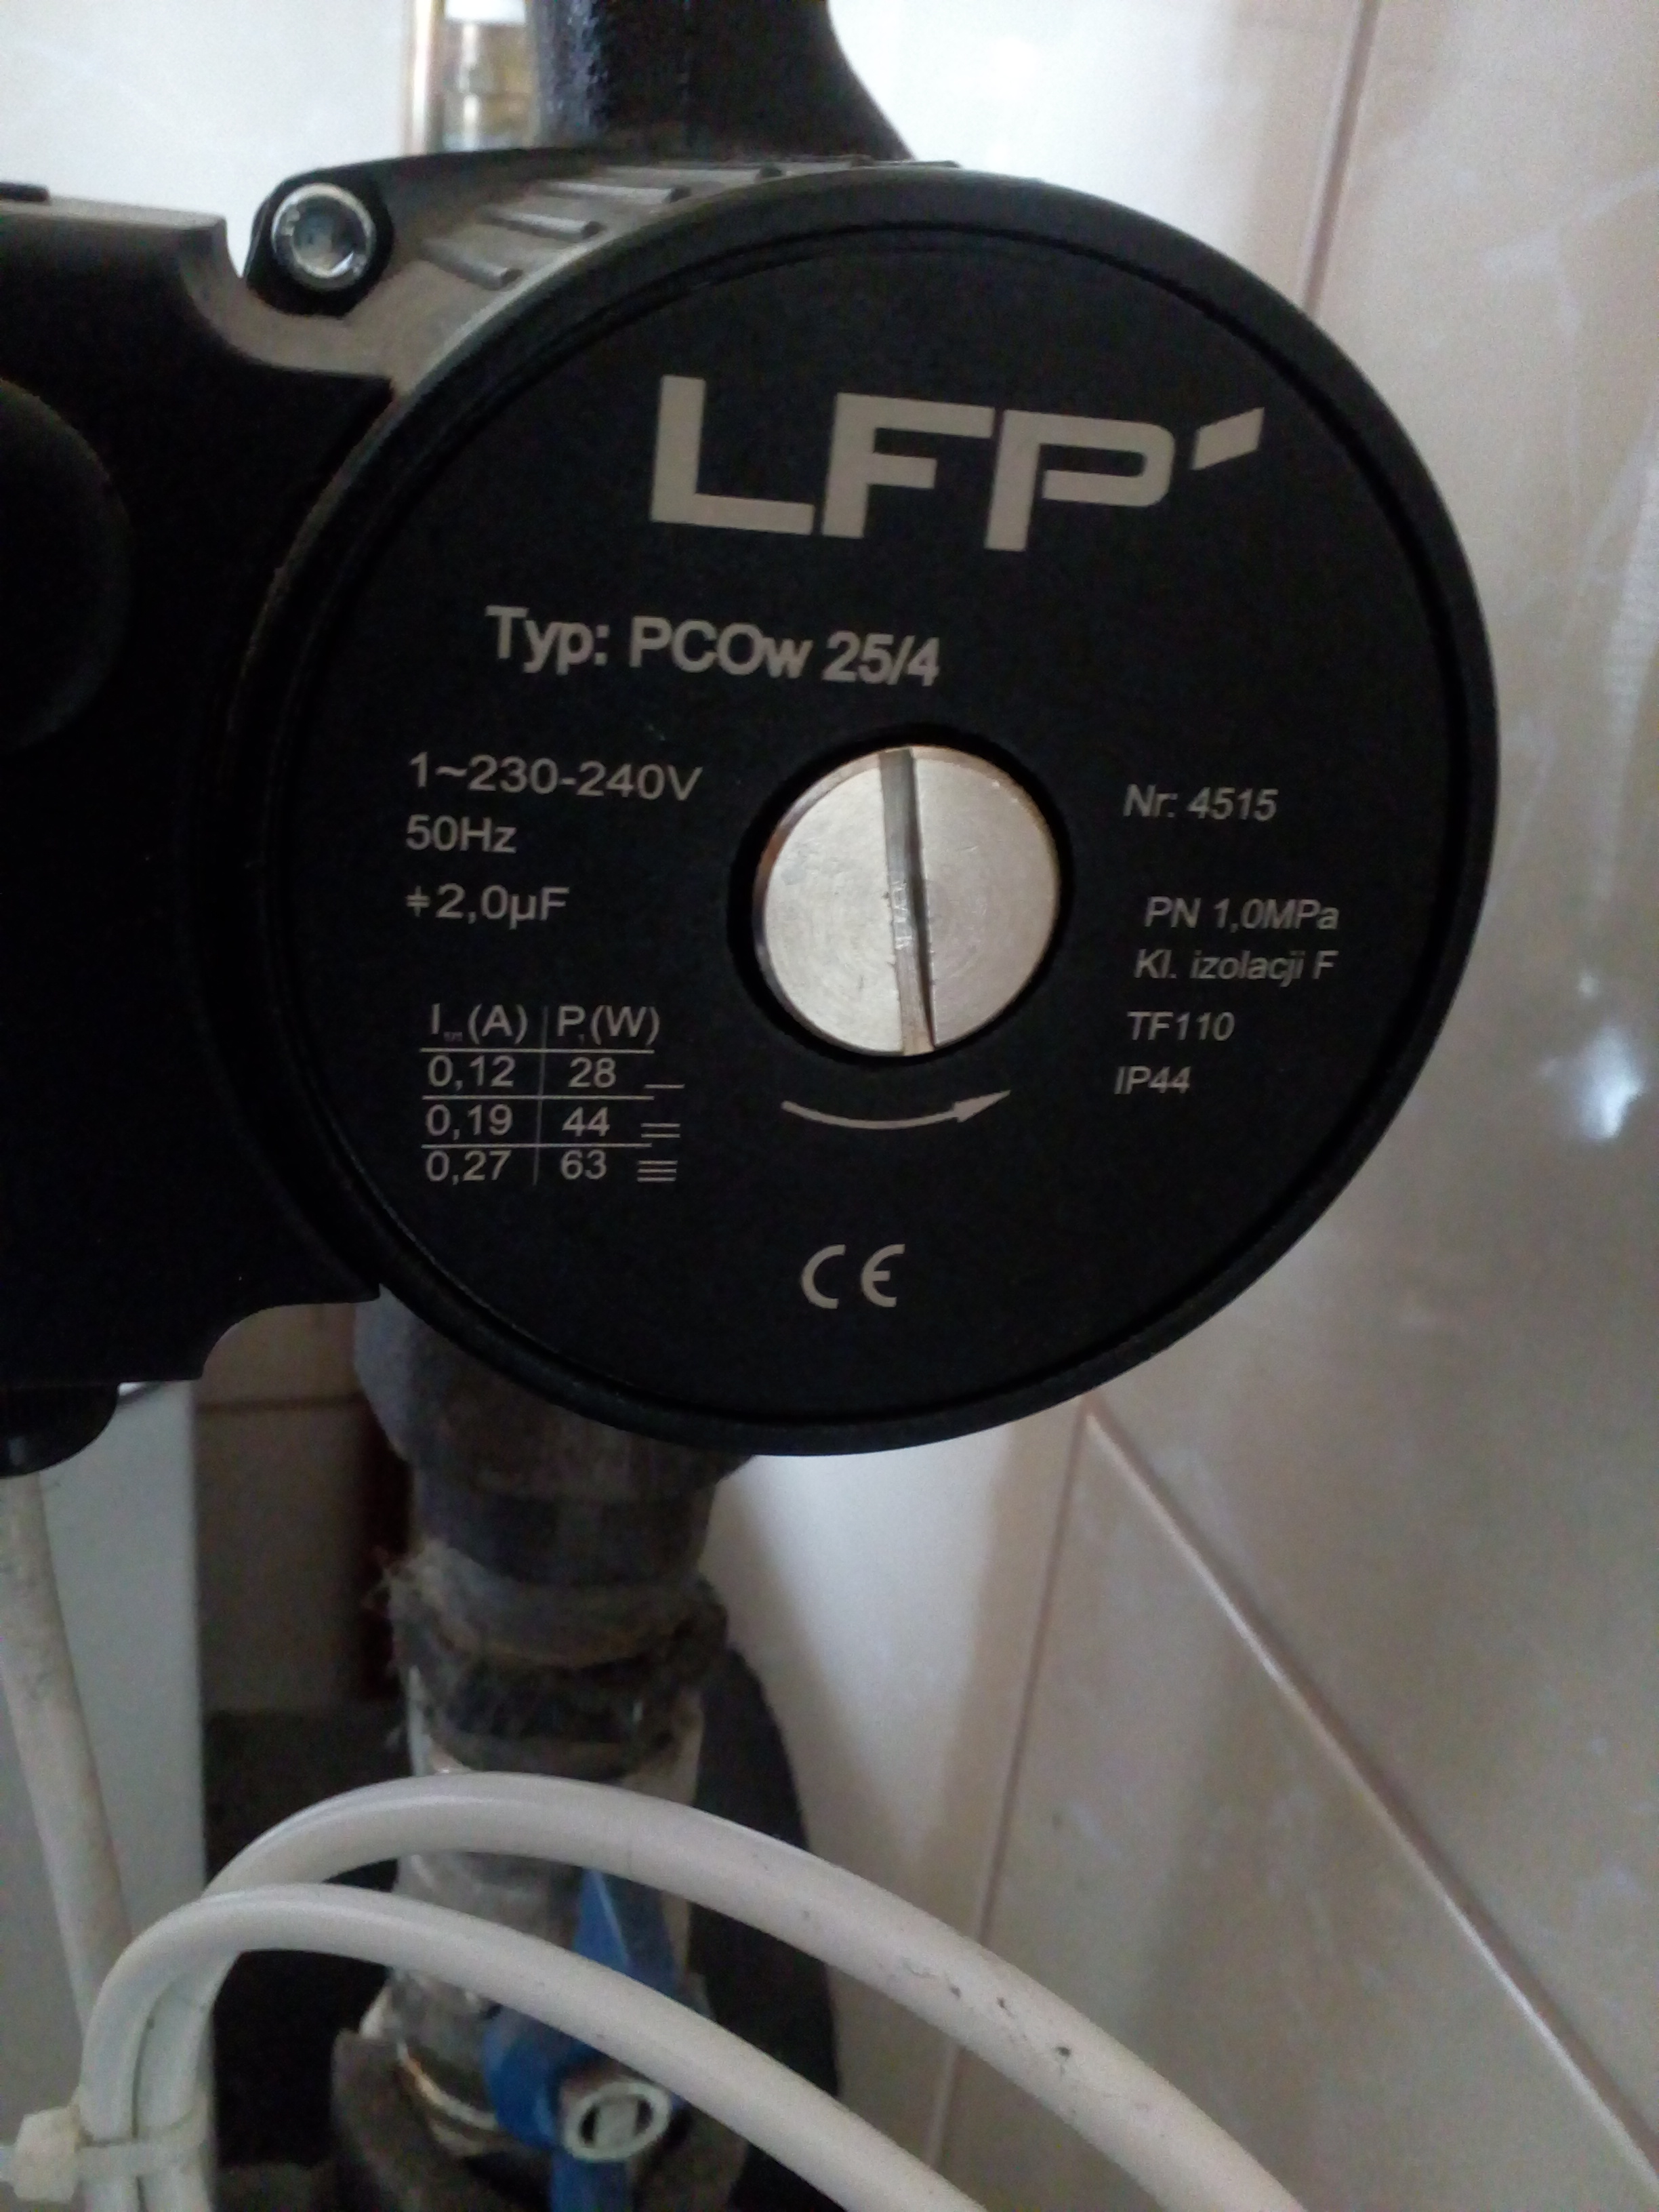 LFP
Typ: PCOw 25/4
1~230-240V
50Hz
2,0µF
Nr: 4515
PN 1,0MPa
Kl. izolacji F
TF110
IP44
(A) P₁(W)
0,12 28
0,19 44
0,27 63
CE